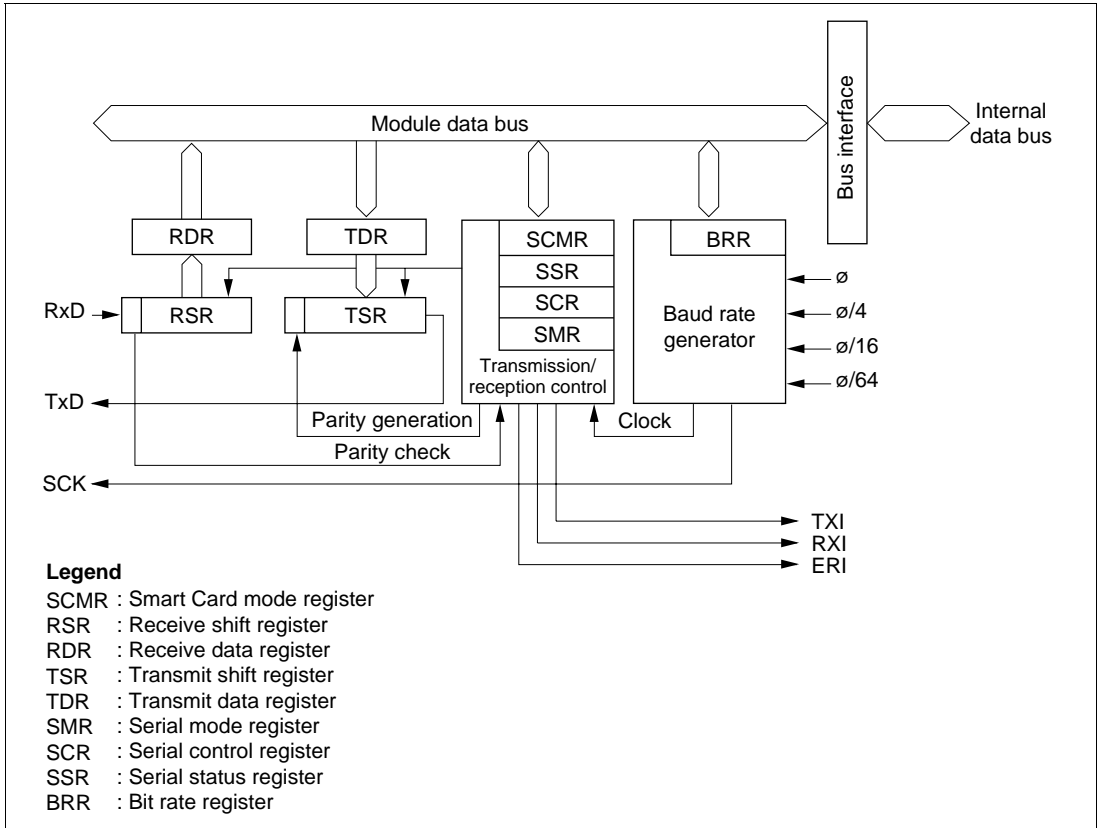 Module data bus
Bus interface
Internal
data bus
RDR
TDR
SCMR
SSR
SCR
SMR
Transmission/
reception control
BRR
Baud rate
generator
ø
ø/4
ø/16
ø/64
RxD
RSR
TSR
TxD
Parity generation
Clock
Parity check
SCK
TXI
RXI
ERI
Legend
SCMR : Smart Card mode register
RSR : Receive shift register
RDR : Receive data register
TSR : Transmit shift register
TDR : Transmit data register
SMR : Serial mode register
SCR : Serial control register
SSR : Serial status register
BRR : Bit rate register